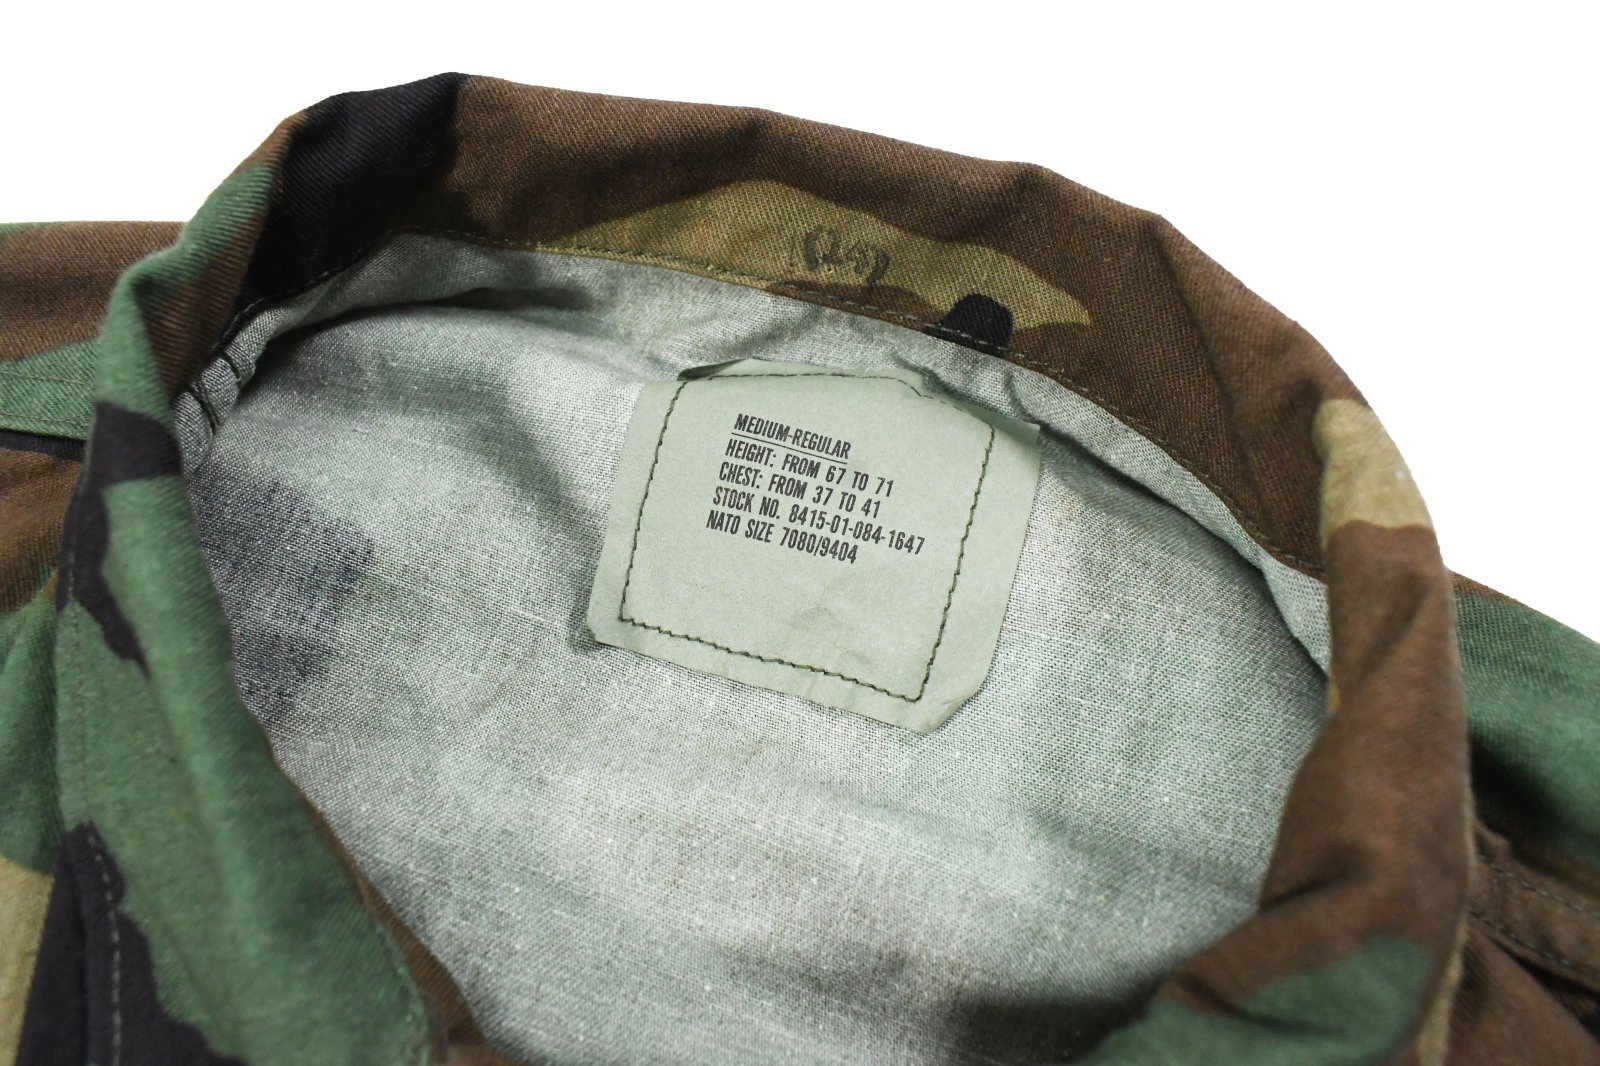 MEDIUM-REGULAR
HEIGHT: FROM 67 TO 71
CHEST: FROM 37 TO 41
STOCK NO. 8415-01-084-1647
NATO SIZE 7080/9404